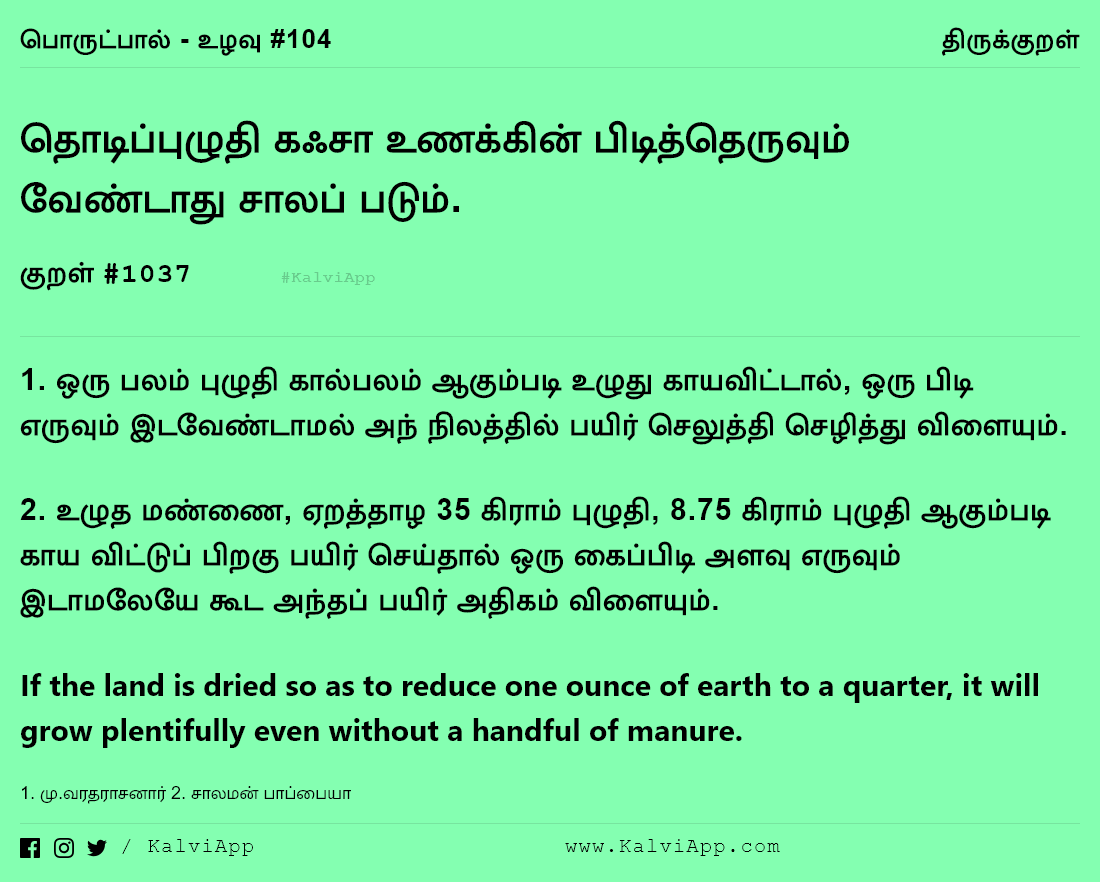 பொருட்பால் - உழவு #104
திருக்குறள்
தொடிப்புழுதி கஃசா உணக்கின் பிடித்தெருவும்
வேண்டாது சாலப் படும்.
குறள் #1037
#KalviApp
1. ஒரு பலம் புழுதி கால்பலம் ஆகும்படி உழுது காயவிட்டால், ஒரு பிடி
எருவும் இடவேண்டாமல் அந் நிலத்தில் பயிர் செலுத்தி செழித்து விளையும்.
2. உழுத மண்ணை, ஏறத்தாழ 35 கிராம் புழுதி, 8.75 கிராம் புழுதி ஆகும்படி
காய விட்டுப் பிறகு பயிர் செய்தால் ஒரு கைப்பிடி அளவு எருவும்
இடாமலேயே கூட அந்தப் பயிர் அதிகம் விளையும்.
If the land is dried so as to reduce one ounce of earth to a quarter, it will
grow plentifully even without a handful of manure.
1. மு.வரதராசனார் 2. சாலமன் பாப்பையா
/ KalviApp
www.KalviApp.com